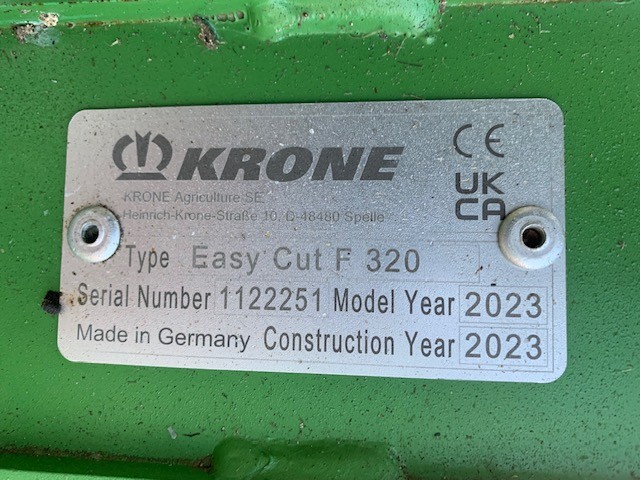 KRONE
CE
UK
CA
KRONE Agriculture SE
Heinrich-Krone-Straße 10, D-48480 Spelle
Type Easy Cut F 320
Serial Number 1122251 Model Year 2023
Made in Germany Construction Year 2023